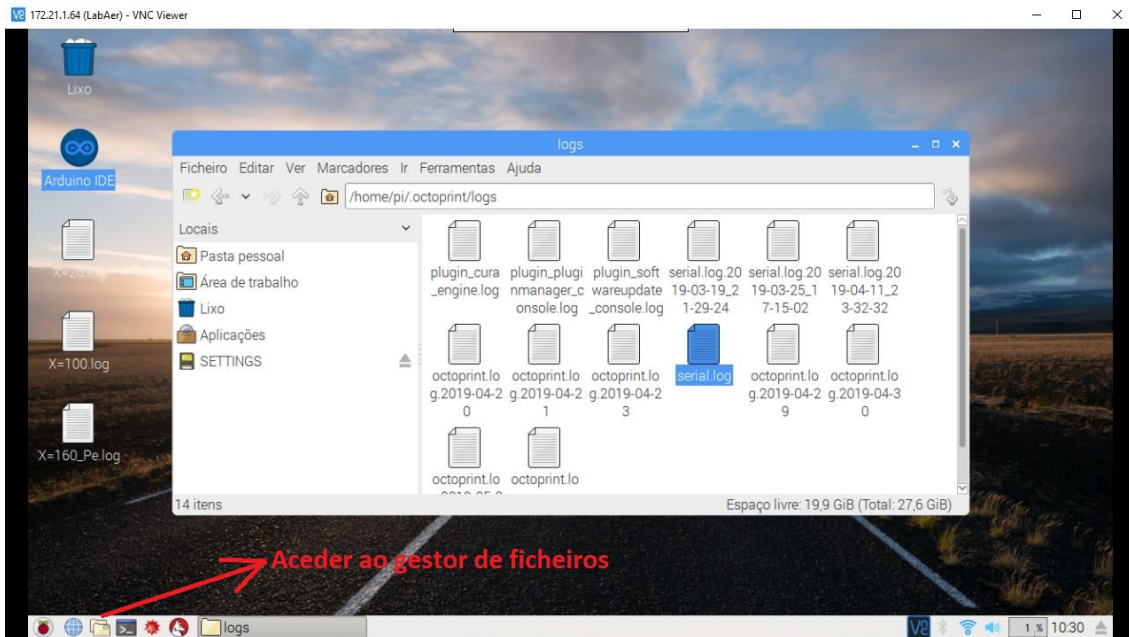 172.21.1.64 (LabAer) - VNC Viewer
Lixo
Arduino IDE
X=20.log
X=100.log
X=160_Pe.log
logs
Ficheiro Editar Ver Marcadores Ir Ferramentas Ajuda
/home/pi/.octoprint/logs
Locais
Pasta pessoal
Área de trabalho
Lixo
Aplicações
SETTINGS
plugin_cura
_engine.log
plugin_plugi
nmanager_c
onsole.log
plugin_soft
wareupdate
_console.log
serial.log.20
19-03-19_2
1-29-24
serial.log.20
19-03-25_1
7-15-02
serial.log.20
19-04-11_2
3-32-32
octoprint.lo
g.2019-04-2
0
octoprint.lo
g.2019-04-2
1
octoprint.lo
g.2019-04-2
3
serial.log
octoprint.lo
g.2019-04-2
9
octoprint.lo
g.2019-04-3
0
octoprint.lo
octoprint.lo
14 itens
Espaço livre: 19,9 GiB (Total: 27,6 GiB)
Aceder ao gestor de ficheiros
logs
1 %
10:30